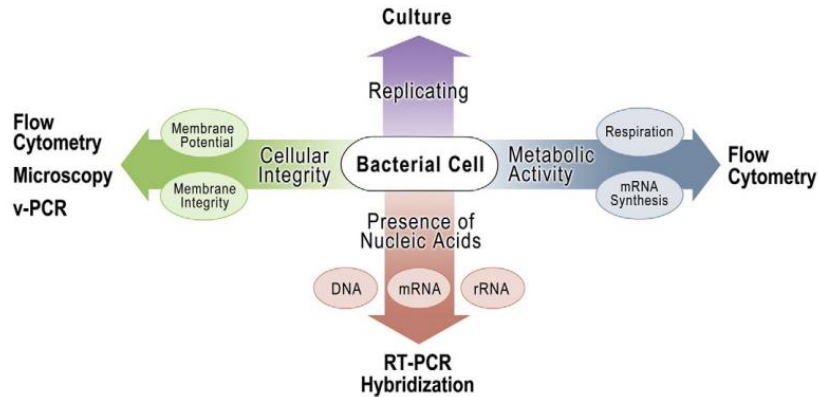 Culture
Replicating
Flow
Cytometry
Microscopy
v-PCR
Membrane
Potential
Membrane
Integrity
Cellular
Integrity
Bacterial Cell
Metabolic
Activity
Respiration
mRNA
Synthesis
Flow
Cytometry
Presence of
Nucleic Acids
DNA
mRNA
rRNA
RT-PCR
Hybridization